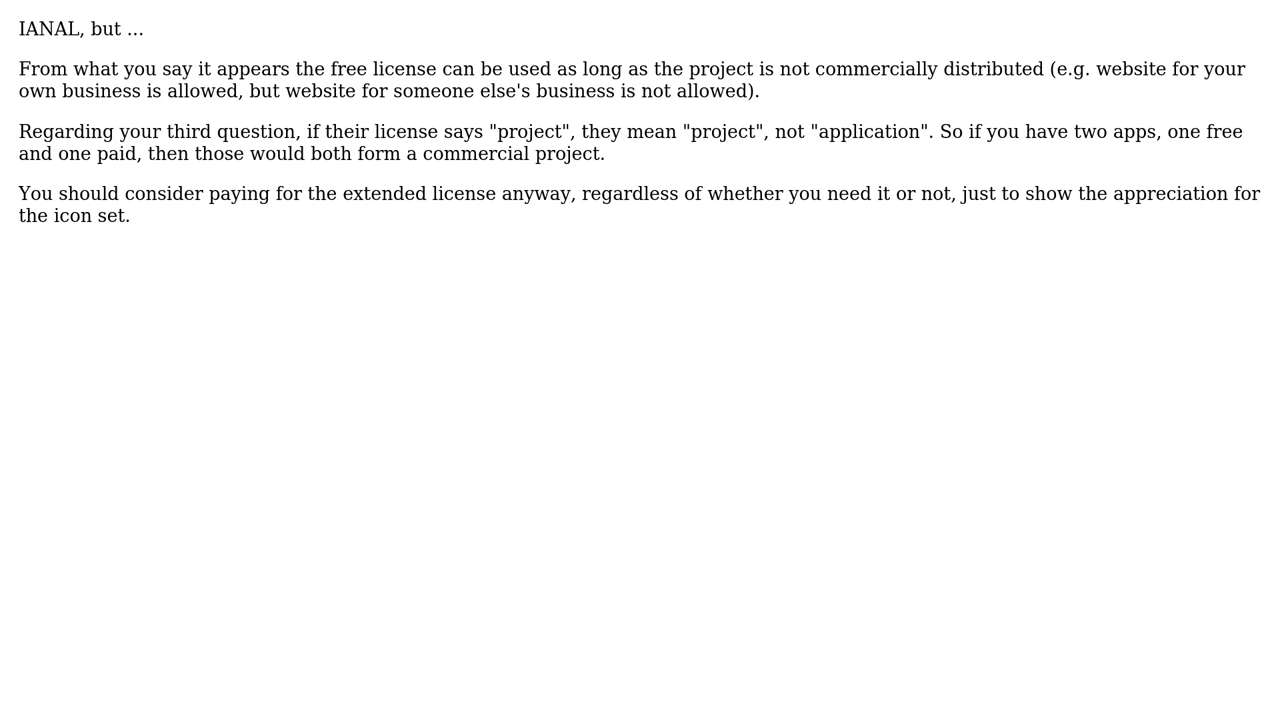 IANAL, but ...
From what you say it appears the free license can be used as long as the project is not commercially distributed (e.g. website for your
own business is allowed, but website for someone else's business is not allowed).
Regarding your third question, if their license says "project", they mean "project", not "application". So if you have two apps, one free
and one paid, then those would both form a commercial project.
You should consider paying for the extended license anyway, regardless of whether you need it or not, just to show the appreciation for
the icon set.